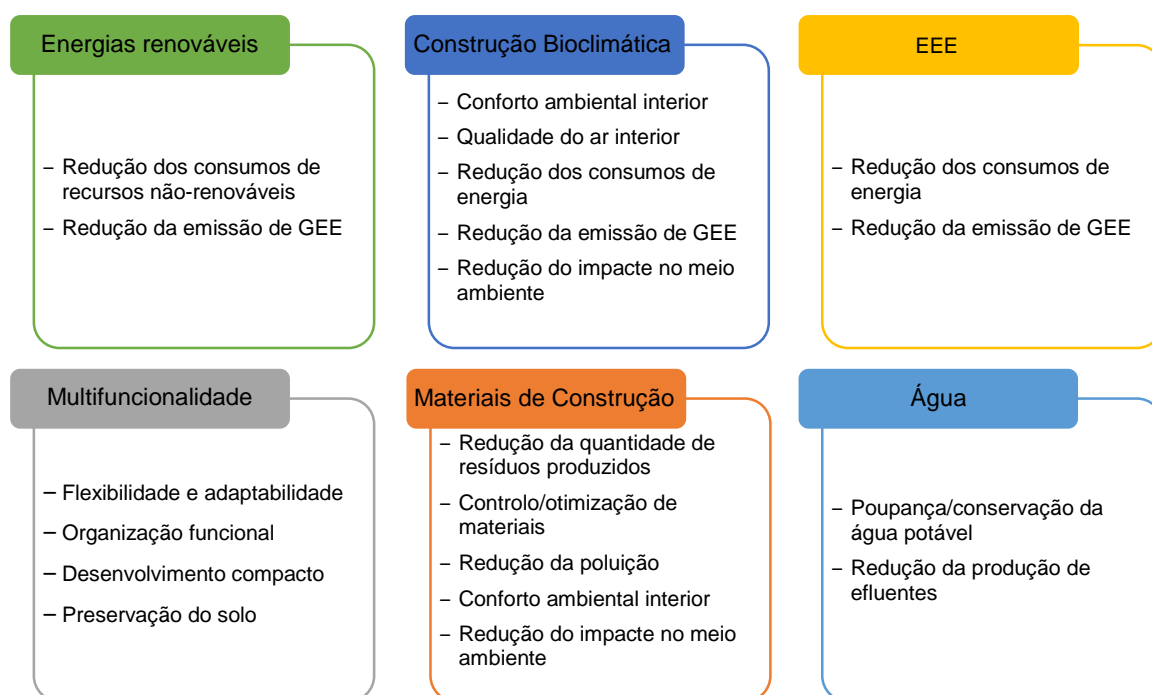 Energias renováveis
– Redução dos consumos de
recursos não-renováveis
– Redução da emissão de GEE
Construção Bioclimática
– Conforto ambiental interior
– Qualidade do ar interior
– Redução dos consumos de
energia
– Redução da emissão de GEE
– Redução do impacte no meio
ambiente
EEE
– Redução dos consumos de
energia
– Redução da emissão de GEE
Multifuncionalidade
– Flexibilidade e adaptabilidade
– Organização funcional
– Desenvolvimento compacto
– Preservação do solo
Materiais de Construção
– Redução da quantidade de
resíduos produzidos
– Controlo/otimização de
materiais
– Redução da poluição
– Conforto ambiental interior
– Redução do impacte no meio
ambiente
Água
– Poupança/conservação da
água potável
– Redução da produção de
efluentes